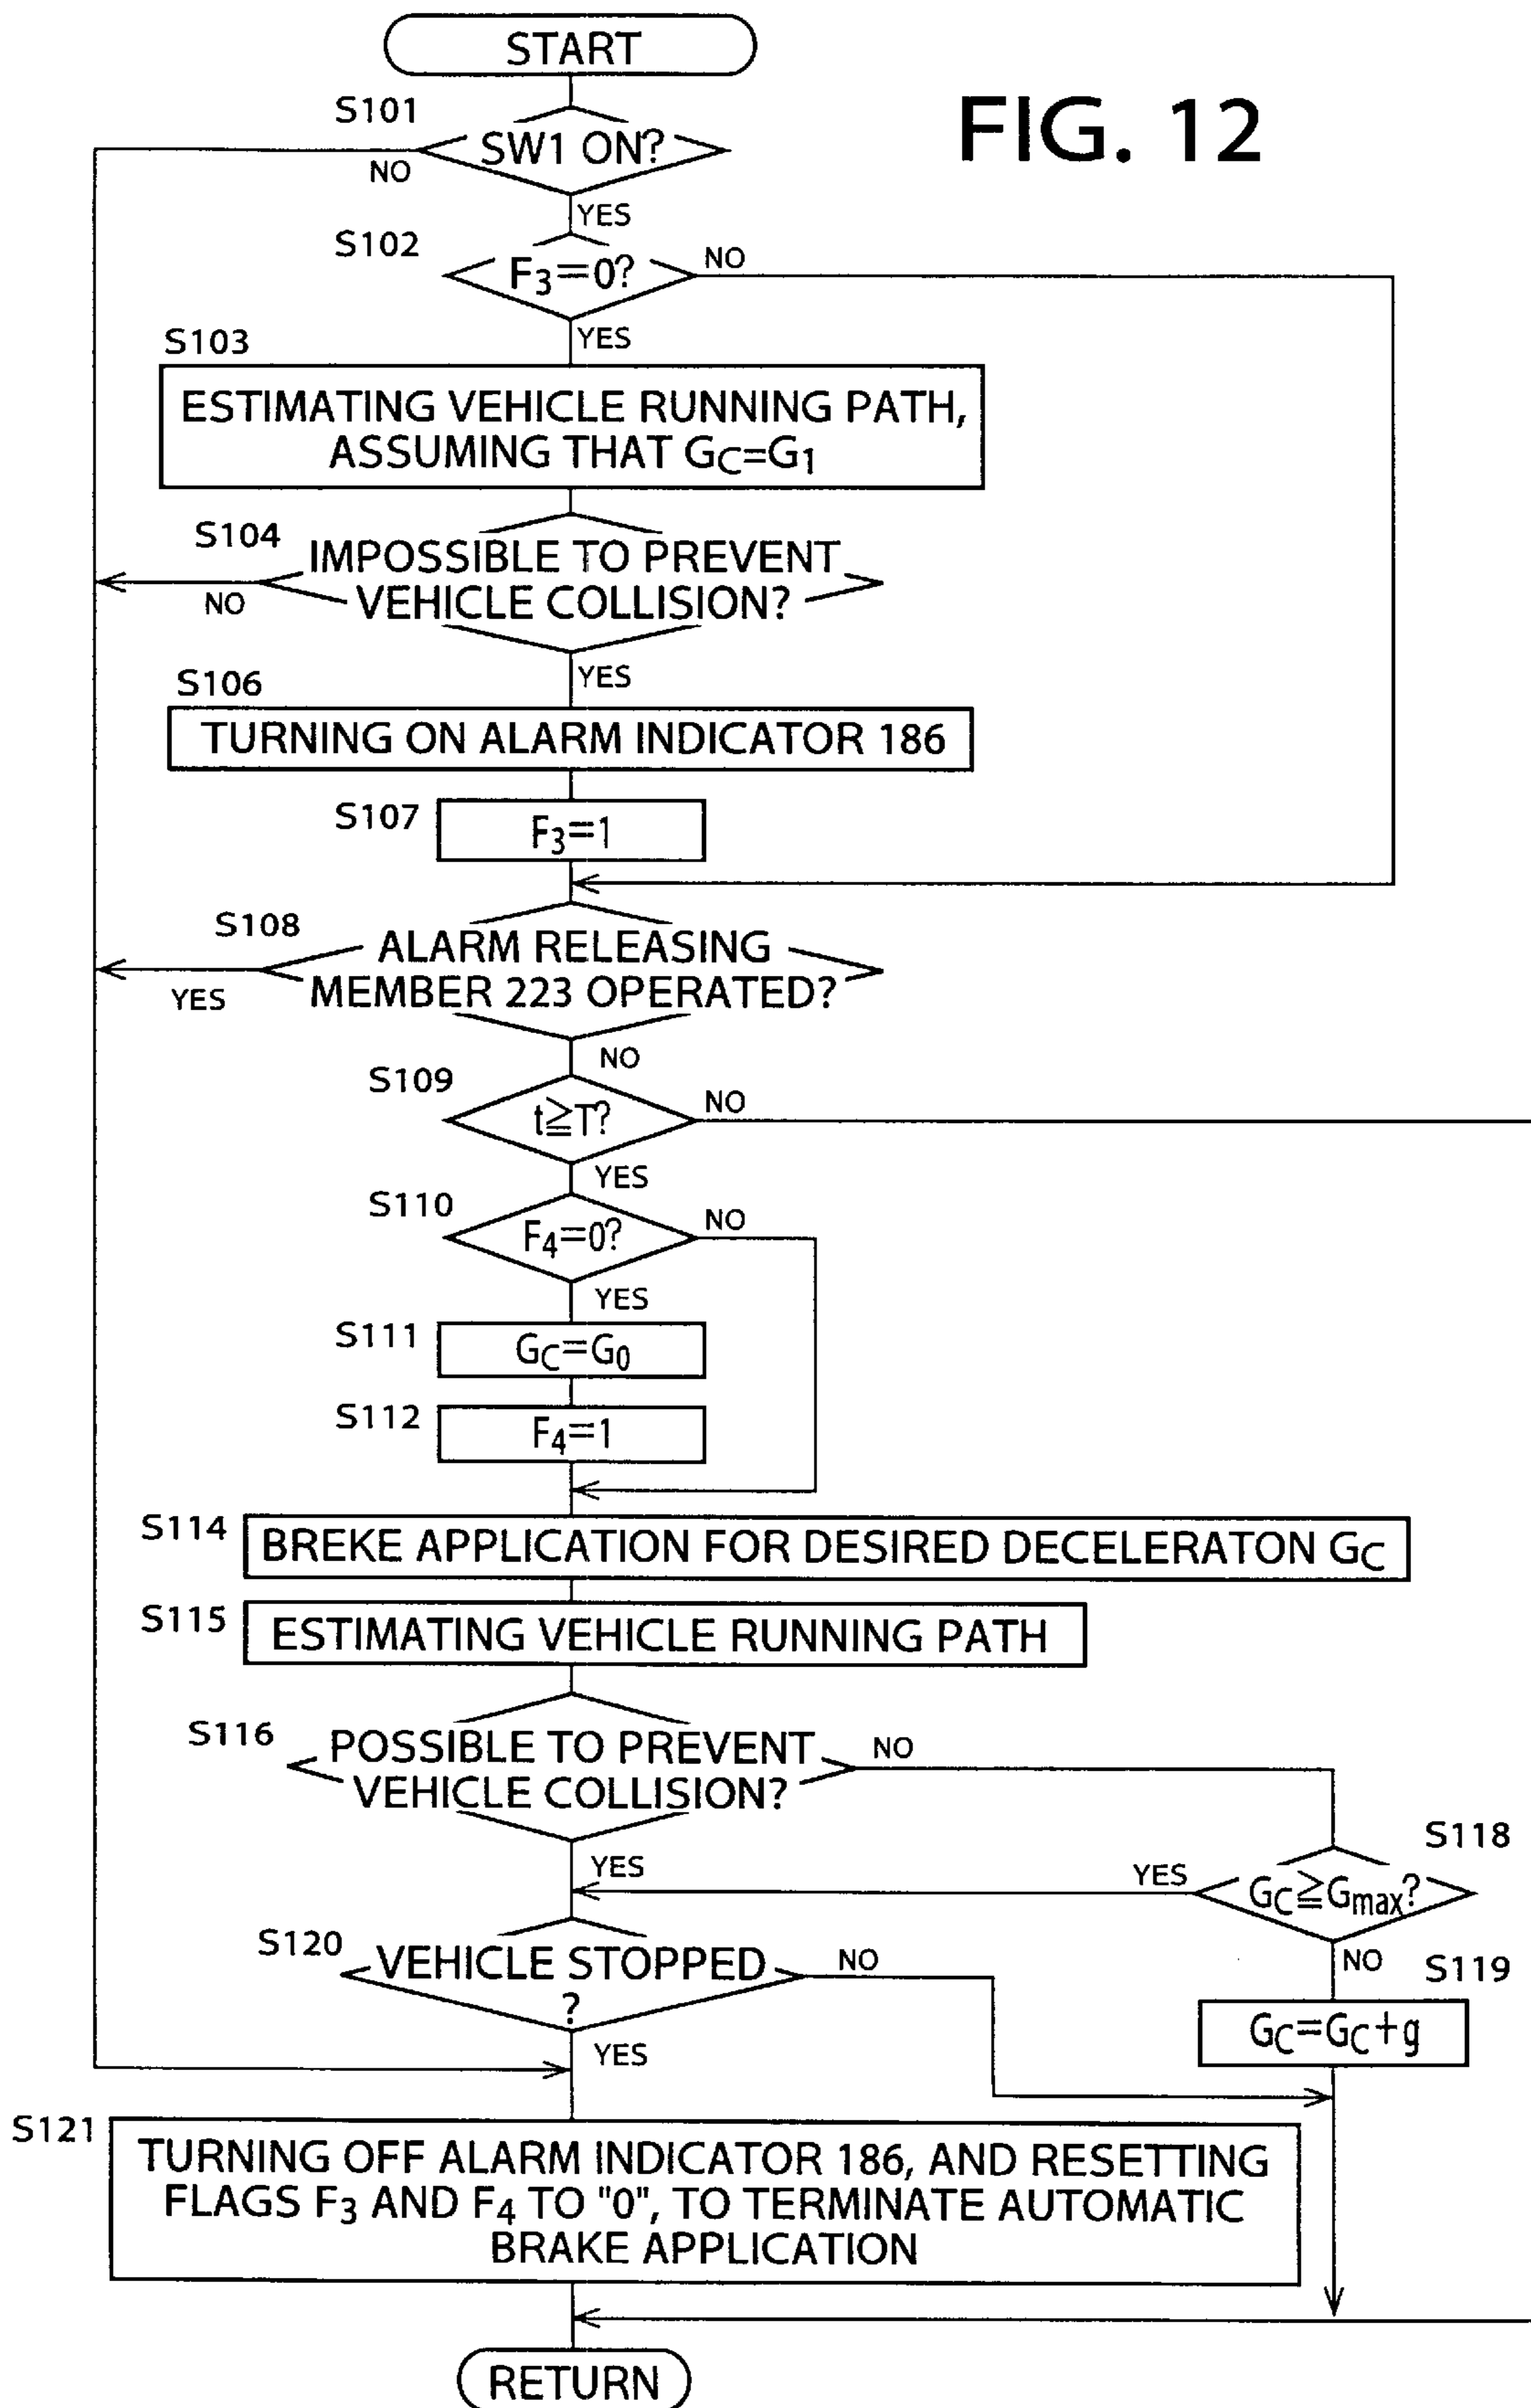 START
FIG. 12
S101
SW1 ON?
NO
YES
S102
F3=0?
NO
YES
S103
ESTIMATING VEHICLE RUNNING PATH,
ASSUMING THAT GC=G1
S104
IMPOSSIBLE TO PREVENT
VEHICLE COLLISION?
NO
YES
S106
TURNING ON ALARM INDICATOR 186
S107
F3=1
S108
ALARM RELEASING
MEMBER 223 OPERATED?
YES
NO
S109
t≧T?
NO
YES
S110
F4=0?
NO
YES
S111
GC=G0
S112
F4=1
S114
BREKE APPLICATION FOR DESIRED DECELERATON GC
S115
ESTIMATING VEHICLE RUNNING PATH
S116
POSSIBLE TO PREVENT
VEHICLE COLLISION?
NO
YES
S118
GC≧Gmax?
YES
NO
S119
GC=GC+g
S120
VEHICLE STOPPED
?
NO
YES
S121
TURNING OFF ALARM INDICATOR 186, AND RESETTING
FLAGS F3 AND F4 TO "0", TO TERMINATE AUTOMATIC
BRAKE APPLICATION
RETURN